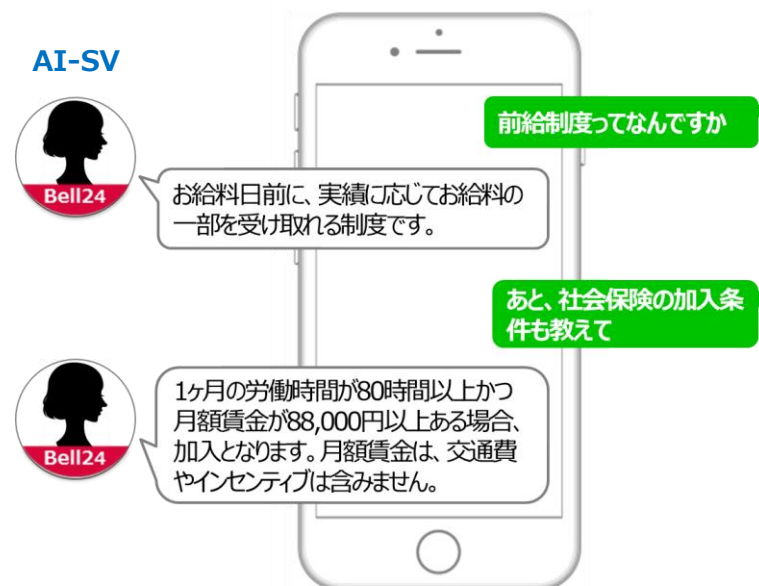 AI-SV
前給制度ってなんですか
Bell24
お給料日前に、実績に応じてお給料の
一部を受け取れる制度です。
あと、社会保険の加入条
件も教えて
Bell24
1ヶ月の労働時間が80時間以上かつ
月額賃金が88,000円以上ある場合、
加入となります。月額賃金は、交通費
やインセンティブは含みません。